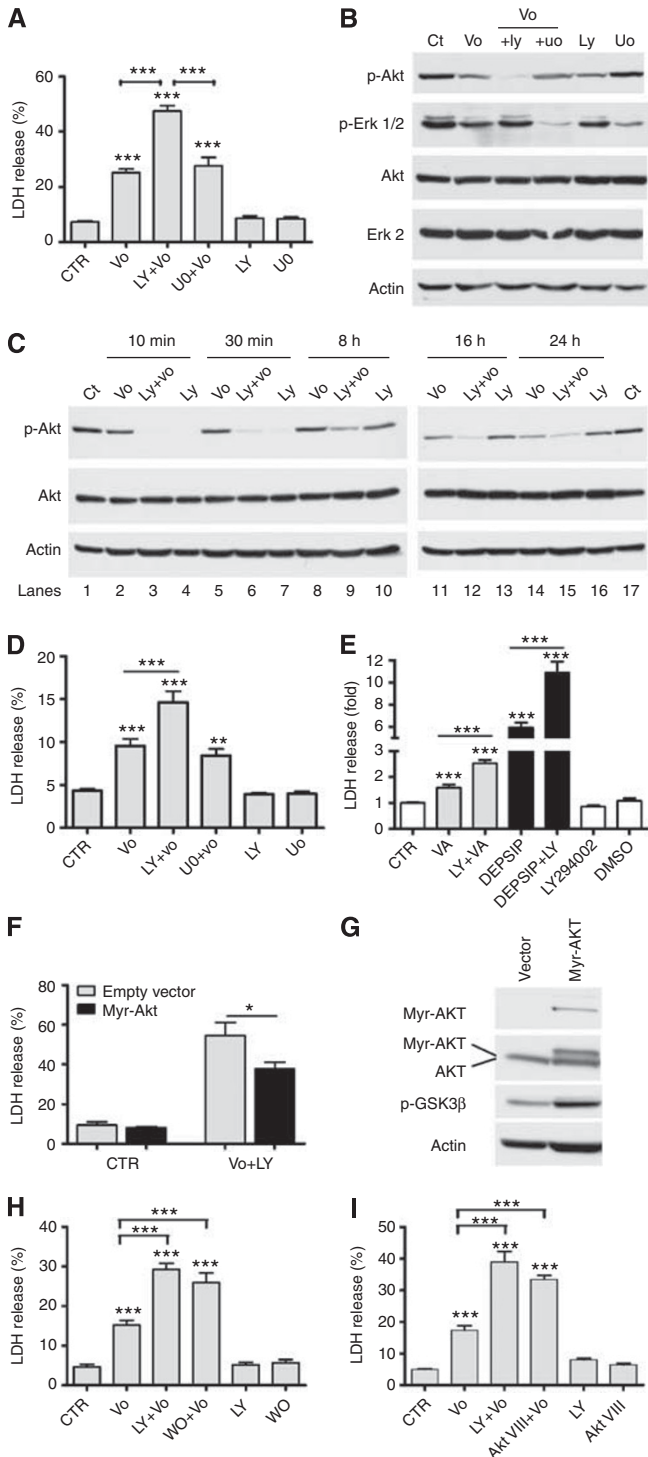 A
LDH release (%)
60
40
20
0
***
***
***
***
***
CTR
Vo
LY+Vo
U0+Vo
LY
U0
B
Vo
Ct
Vo
+ly
+uo
Ly
Uo
p-Akt
p-Erk 1/2
Akt
Erk 2
Actin
C
10 min
30 min
8 h
16 h
24 h
Ct
Vo
Ly+vo
Ly
Vo
Ly+vo
Ly
Vo
Ly+vo
Ly
Vo
Ly+vo
Ly
Vo
Ly+vo
Ly
Ct
p-Akt
Akt
Actin
Lanes 1 2 3 4 5 6 7 8 9 10 11 12 13 14 15 16 17
D
LDH release (%)
20
15
10
5
0
***
***
***
**
CTR
Vo
LY+vo
U0+vo
LY
Uo
E
LDH release (fold)
12
10
8
6
3
2
1
0
***
***
***
***
***
***
CTR
VA
LY+VA
DEPSIP
DEPSIP+LY
LY294002
DMSO
F
LDH release (%)
80
60
40
20
0
Empty vector
Myr-Akt
*
CTR
Vo+LY
G
Vector
Myr-AKT
Myr-AKT
Myr-AKT
AKT
p-GSK3β
Actin
H
LDH release (%)
40
30
20
10
0
***
***
***
***
***
CTR
Vo
LY+Vo
WO+Vo
LY
WO
I
LDH release (%)
50
40
30
20
10
0
***
***
***
***
***
CTR
Vo
LY+Vo
Akt VIII+Vo
LY
Akt VIII